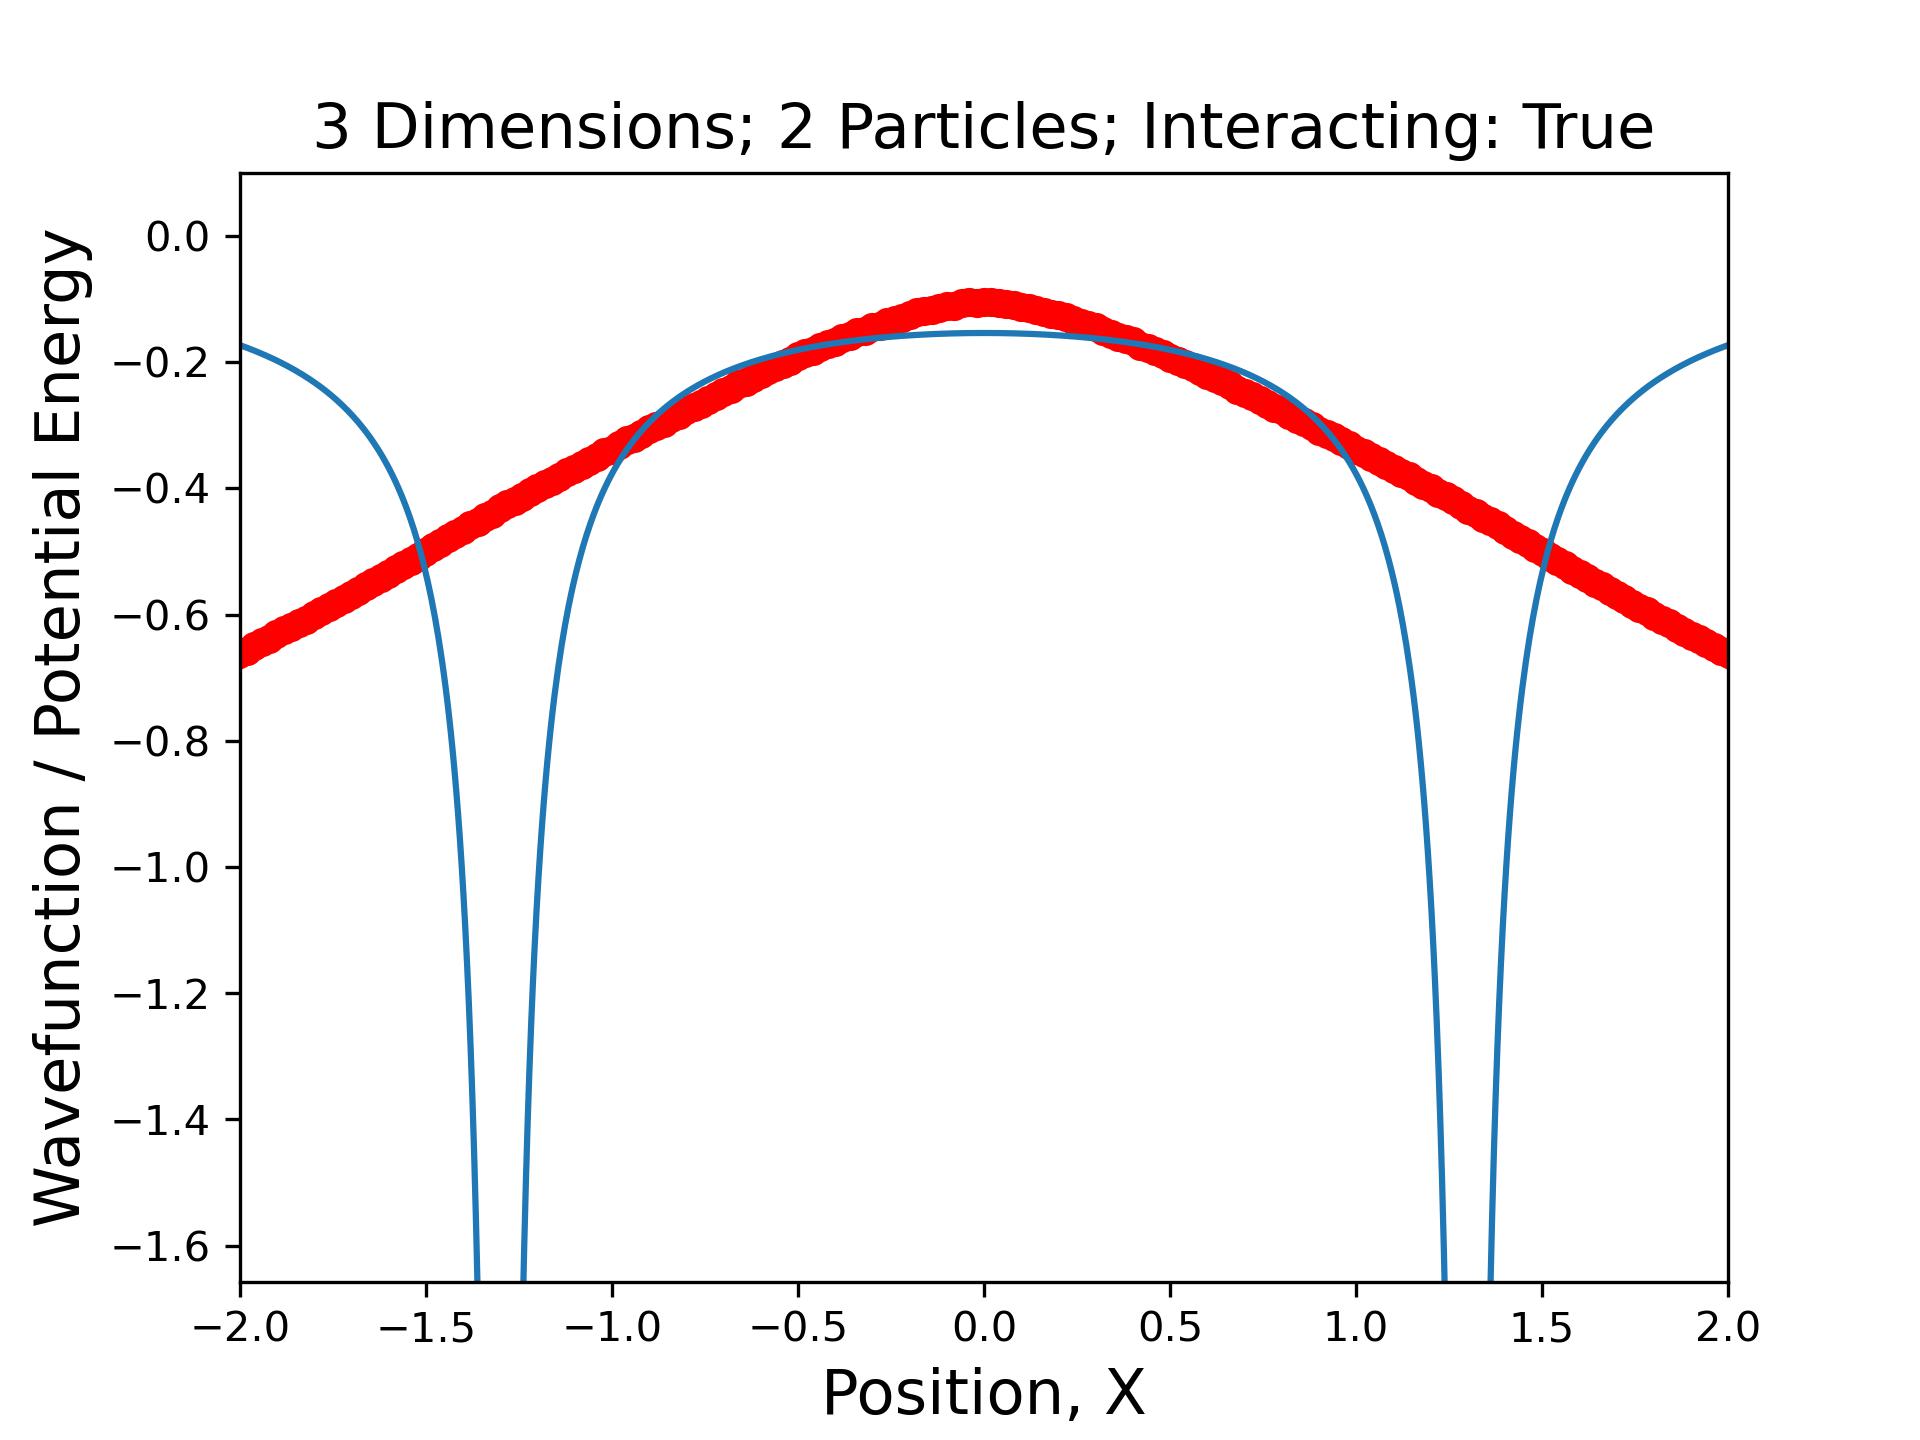 3 Dimensions; 2 Particles; Interacting: True
Wavefunction / Potential Energy
0.0
−0.2
−0.4
−0.6
−0.8
−1.0
−1.2
−1.4
−1.6
−2.0 −1.5 −1.0 −0.5 0.0 0.5 1.0 1.5 2.0
Position, X